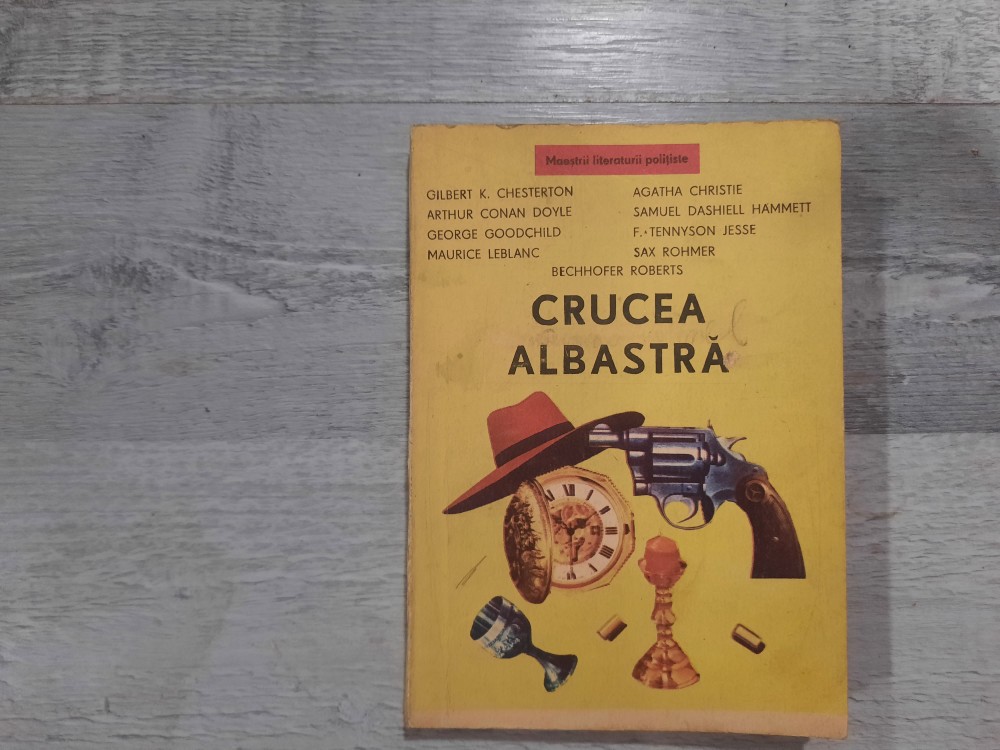 Maeștrii literaturii polițiste
GILBERT K. CHESTERTON
ARTHUR CONAN DOYLE
GEORGE GOODCHILD
MAURICE LEBLANC
AGATHA CHRISTIE
SAMUEL DASHIELL HAMMETT
F. TENNYSON JESSE
SAX ROHMER
BECHHOFER ROBERTS
CRUCEA
ALBASTRĂ